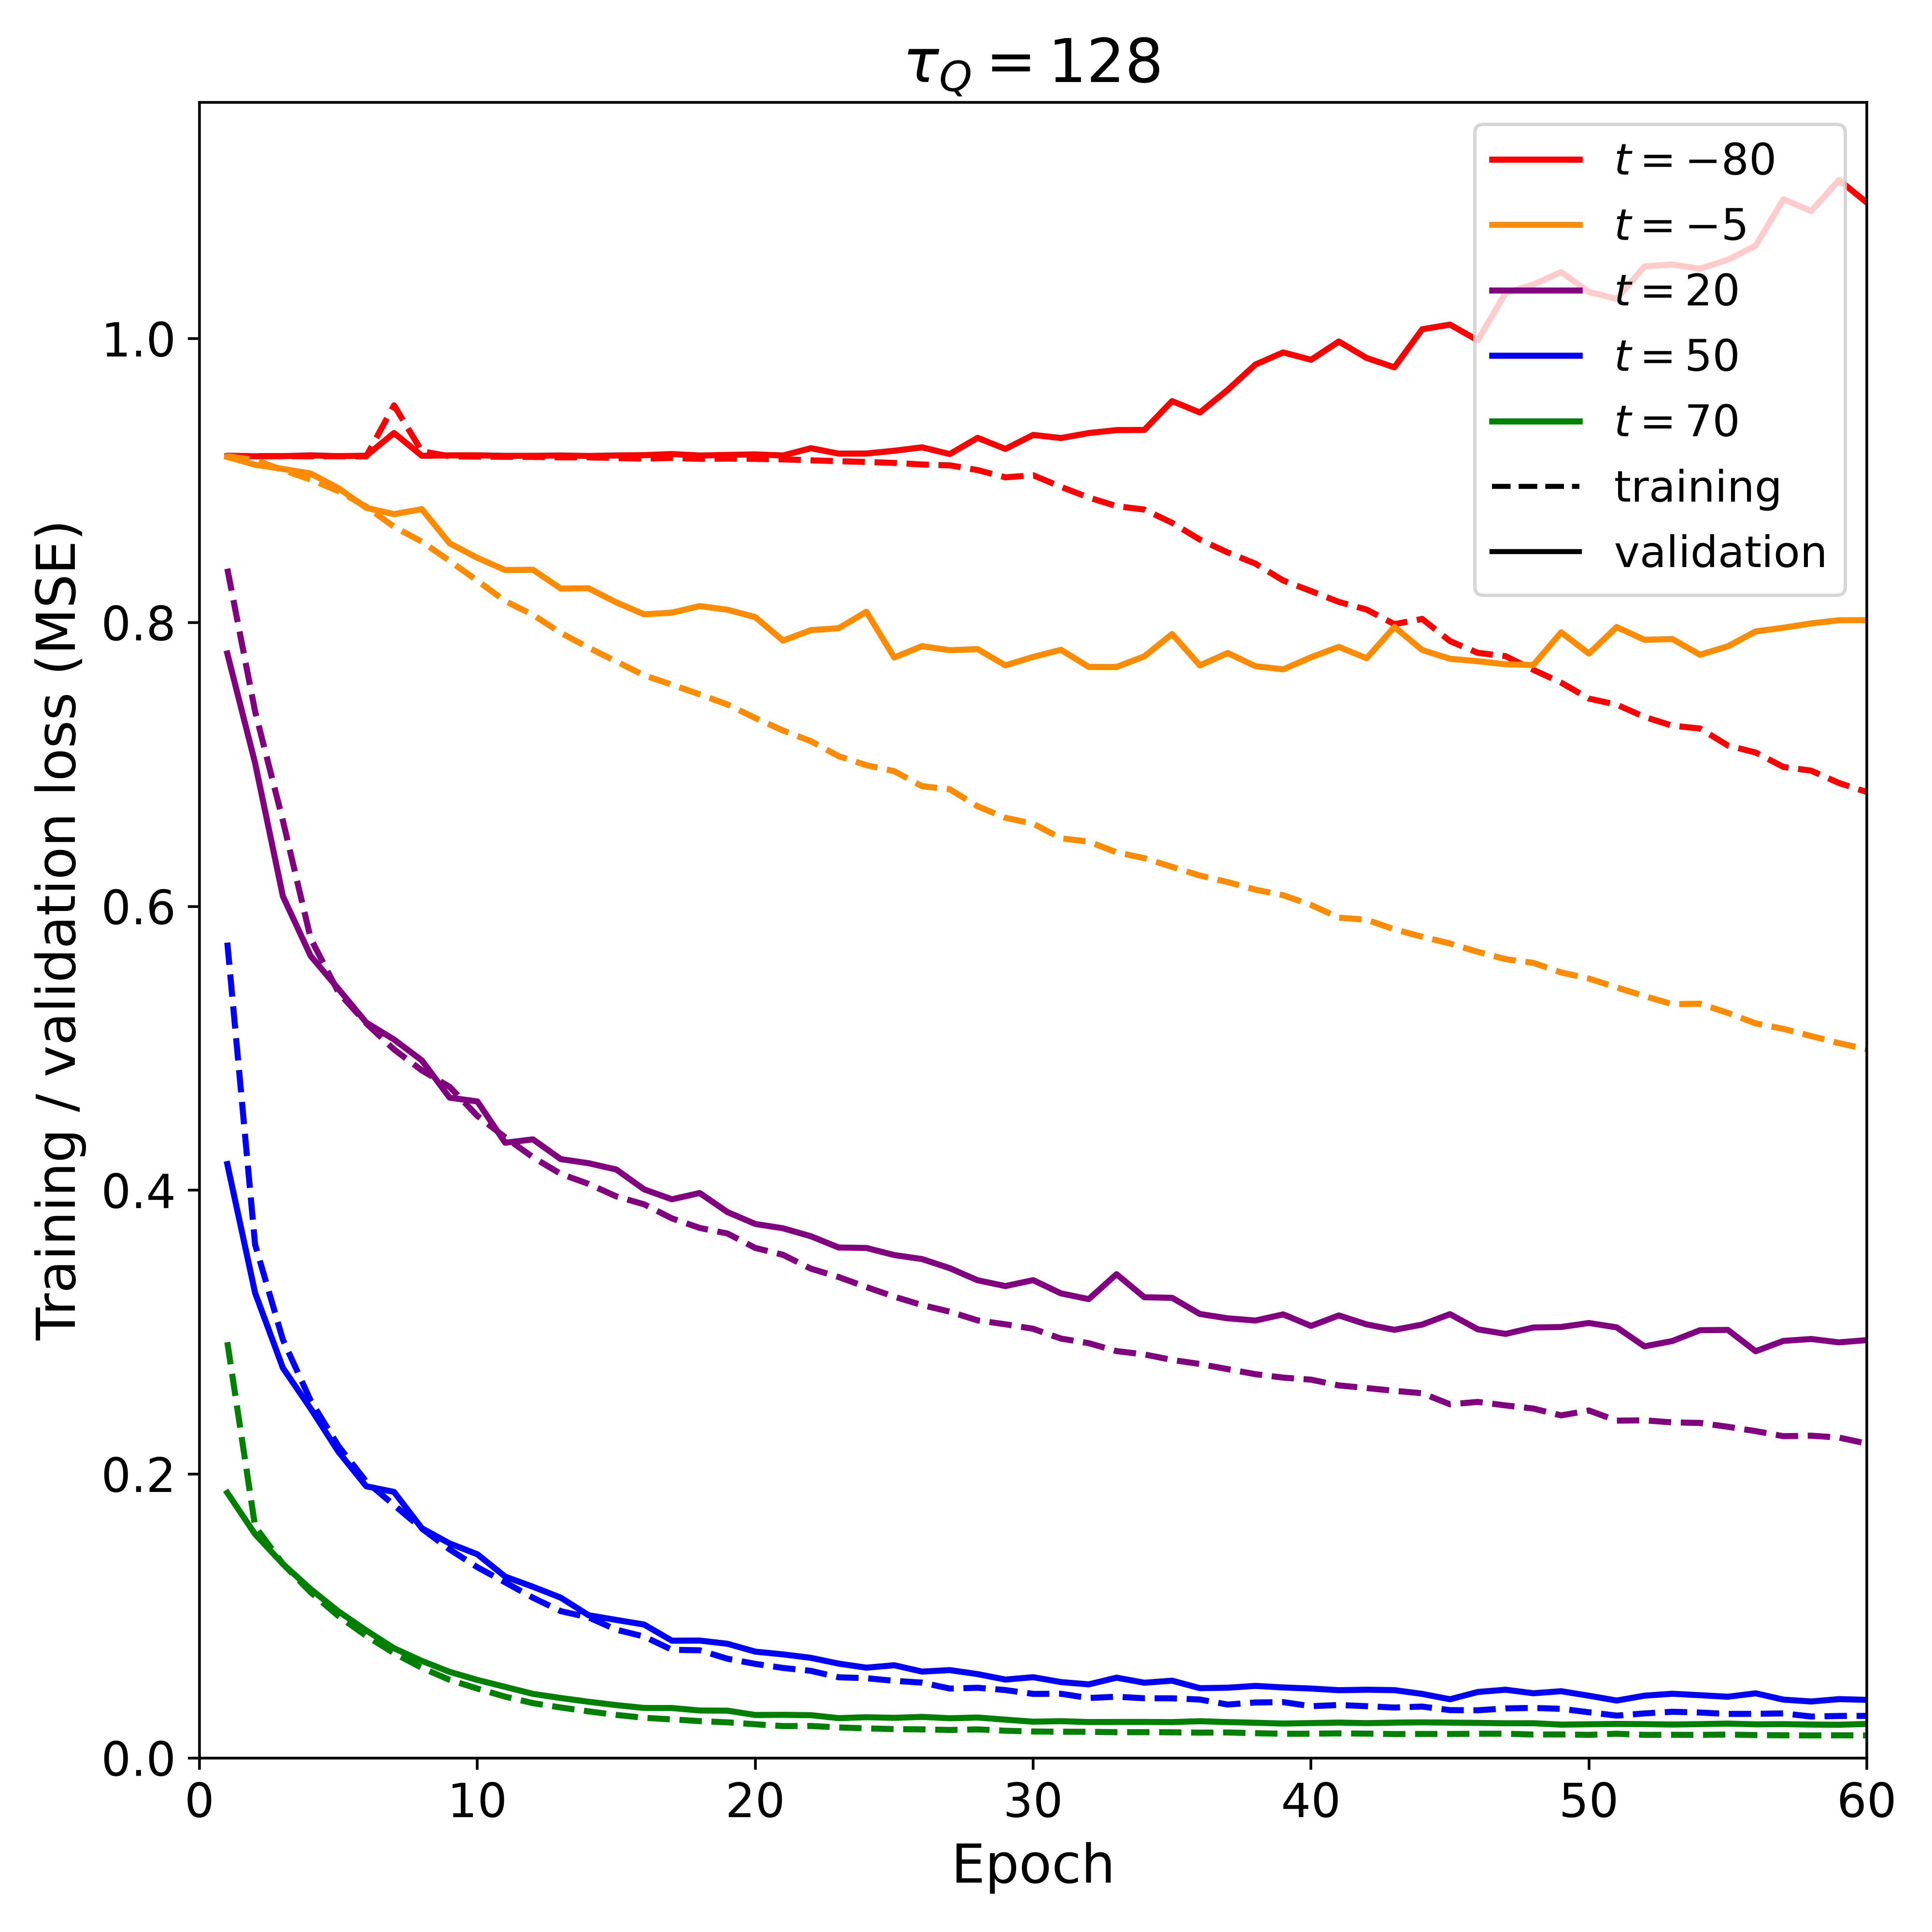 τ_Q = 128
Training / validation loss (MSE)
1.0
0.8
0.6
0.4
0.2
0.0
0 10 20 30 40 50 60
Epoch
t = −80
t = −5
t = 20
t = 50
t = 70
training
validation